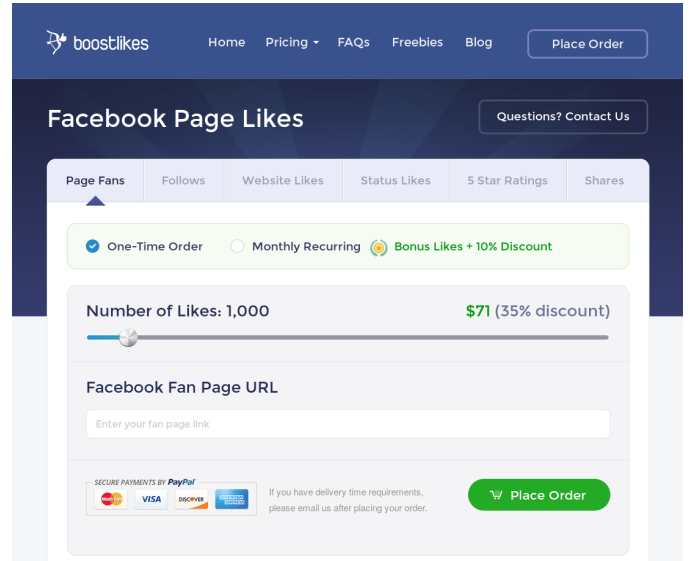 boostlikes Home Pricing FAQs Freebies Blog Place Order
Facebook Page Likes Questions? Contact Us
Page Fans Follows Website Likes Status Likes 5 Star Ratings Shares
One-Time Order Monthly Recurring Bonus Likes + 10% Discount
Number of Likes: 1,000 $71 (35% discount)
Facebook Fan Page URL
Enter your fan page link
SECURE PAYMENTS BY PayPal
MasterCard VISA DISCOVER AMERICAN EXPRESS
If you have delivery time requirements,
please email us after placing your order.
Place Order